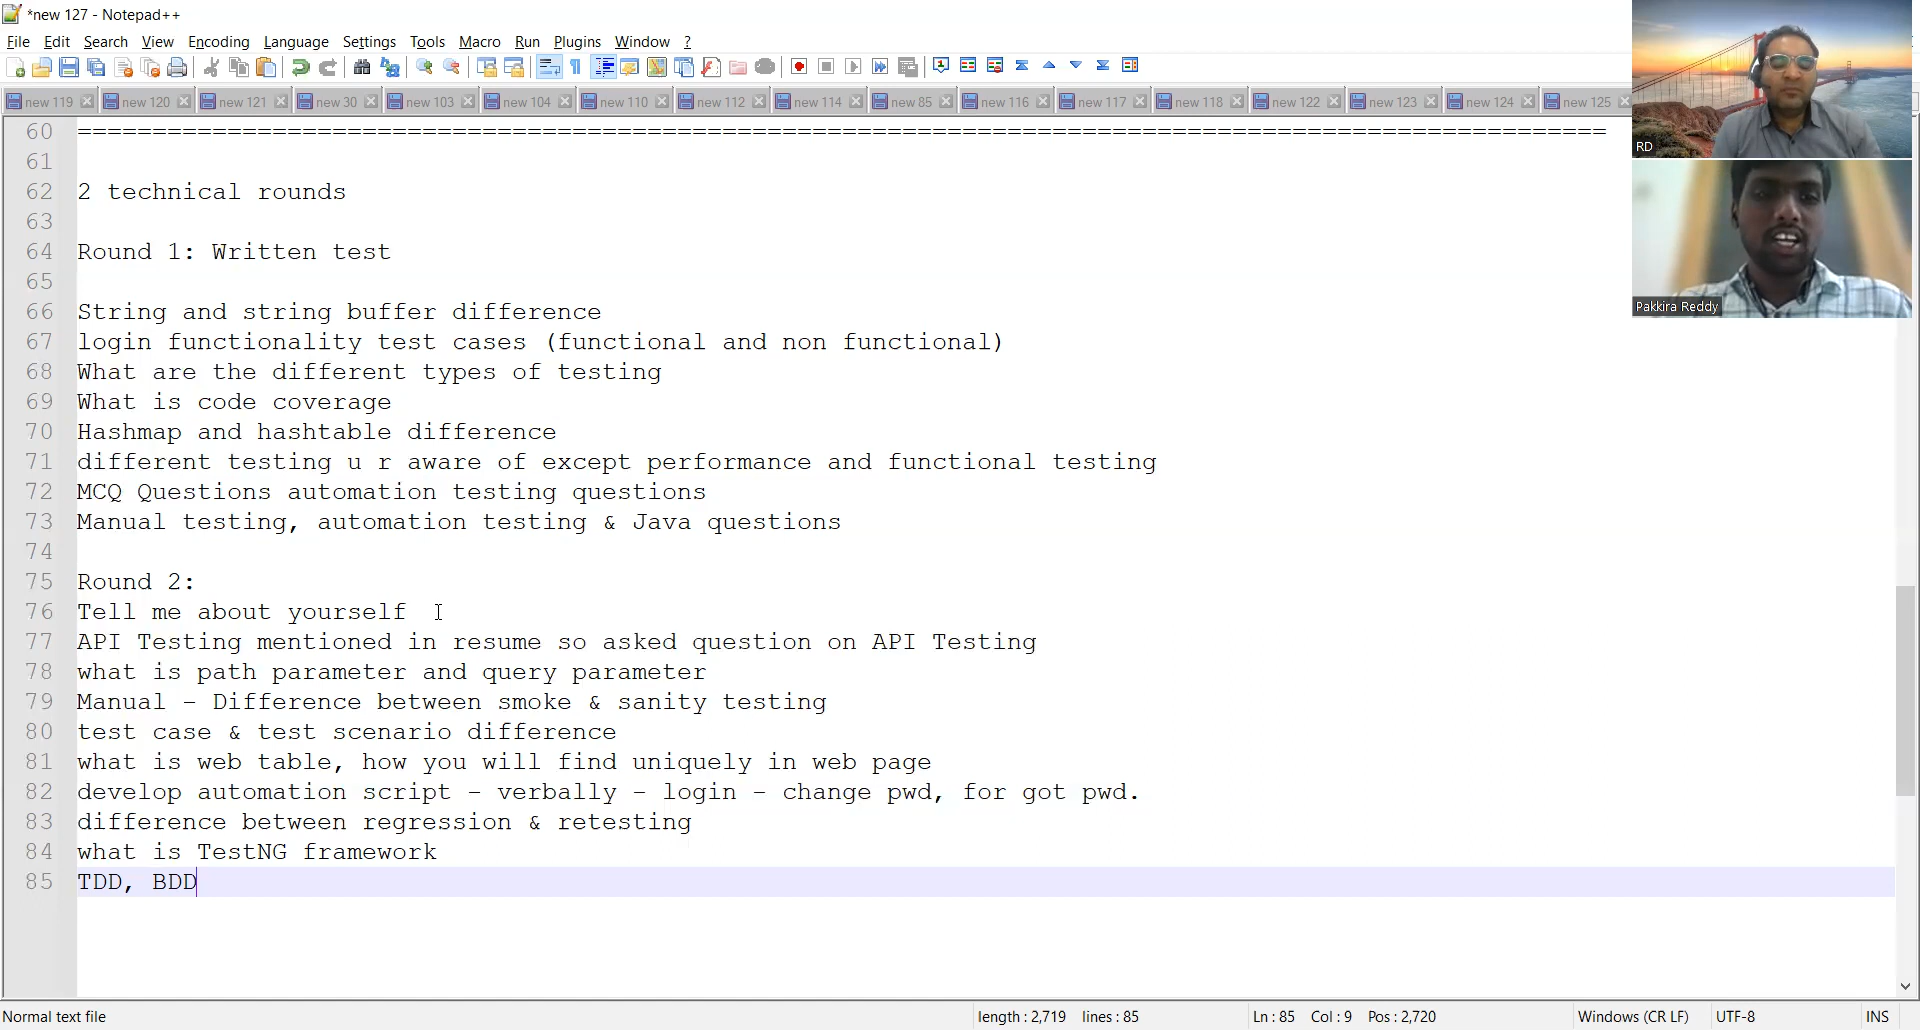 *new 127 - Notepad++
File Edit Search View Encoding Language Settings Tools Macro Run Plugins Window ?
new 119 new 120 new 121 new 30 new 103 new 104 new 110 new 112 new 114 new 85 new 116 new 117 new 118 new 122 new 123 new 124 new 125
RD
Pakkira Reddy
60 ======================================================================================================
61
62 2 technical rounds
63
64 Round 1: Written test
65
66 String and string buffer difference
67 login functionality test cases (functional and non functional)
68 What are the different types of testing
69 What is code coverage
70 Hashmap and hashtable difference
71 different testing u r aware of except performance and functional testing
72 MCQ Questions automation testing questions
73 Manual testing, automation testing & Java questions
74
75 Round 2:
76 Tell me about yourself
77 API Testing mentioned in resume so asked question on API Testing
78 what is path parameter and query parameter
79 Manual - Difference between smoke & sanity testing
80 test case & test scenario difference
81 what is web table, how you will find uniquely in web page
82 develop automation script - verbally - login - change pwd, for got pwd.
83 difference between regression & retesting
84 what is TestNG framework
85 TDD, BDD
Normal text file length : 2,719 lines : 85 Ln : 85 Col : 9 Pos : 2,720 Windows (CR LF) UTF-8 INS